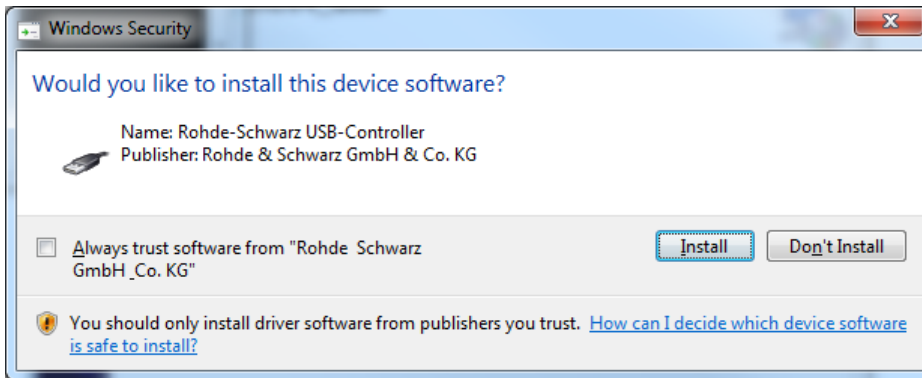 Windows Security
Would you like to install this device software?
Name: Rohde-Schwarz USB-Controller
Publisher: Rohde & Schwarz GmbH & Co. KG
Always trust software from "Rohde  Schwarz
GmbH _Co. KG"
Install
Don't Install
You should only install driver software from publishers you trust. How can I decide which device software
is safe to install?